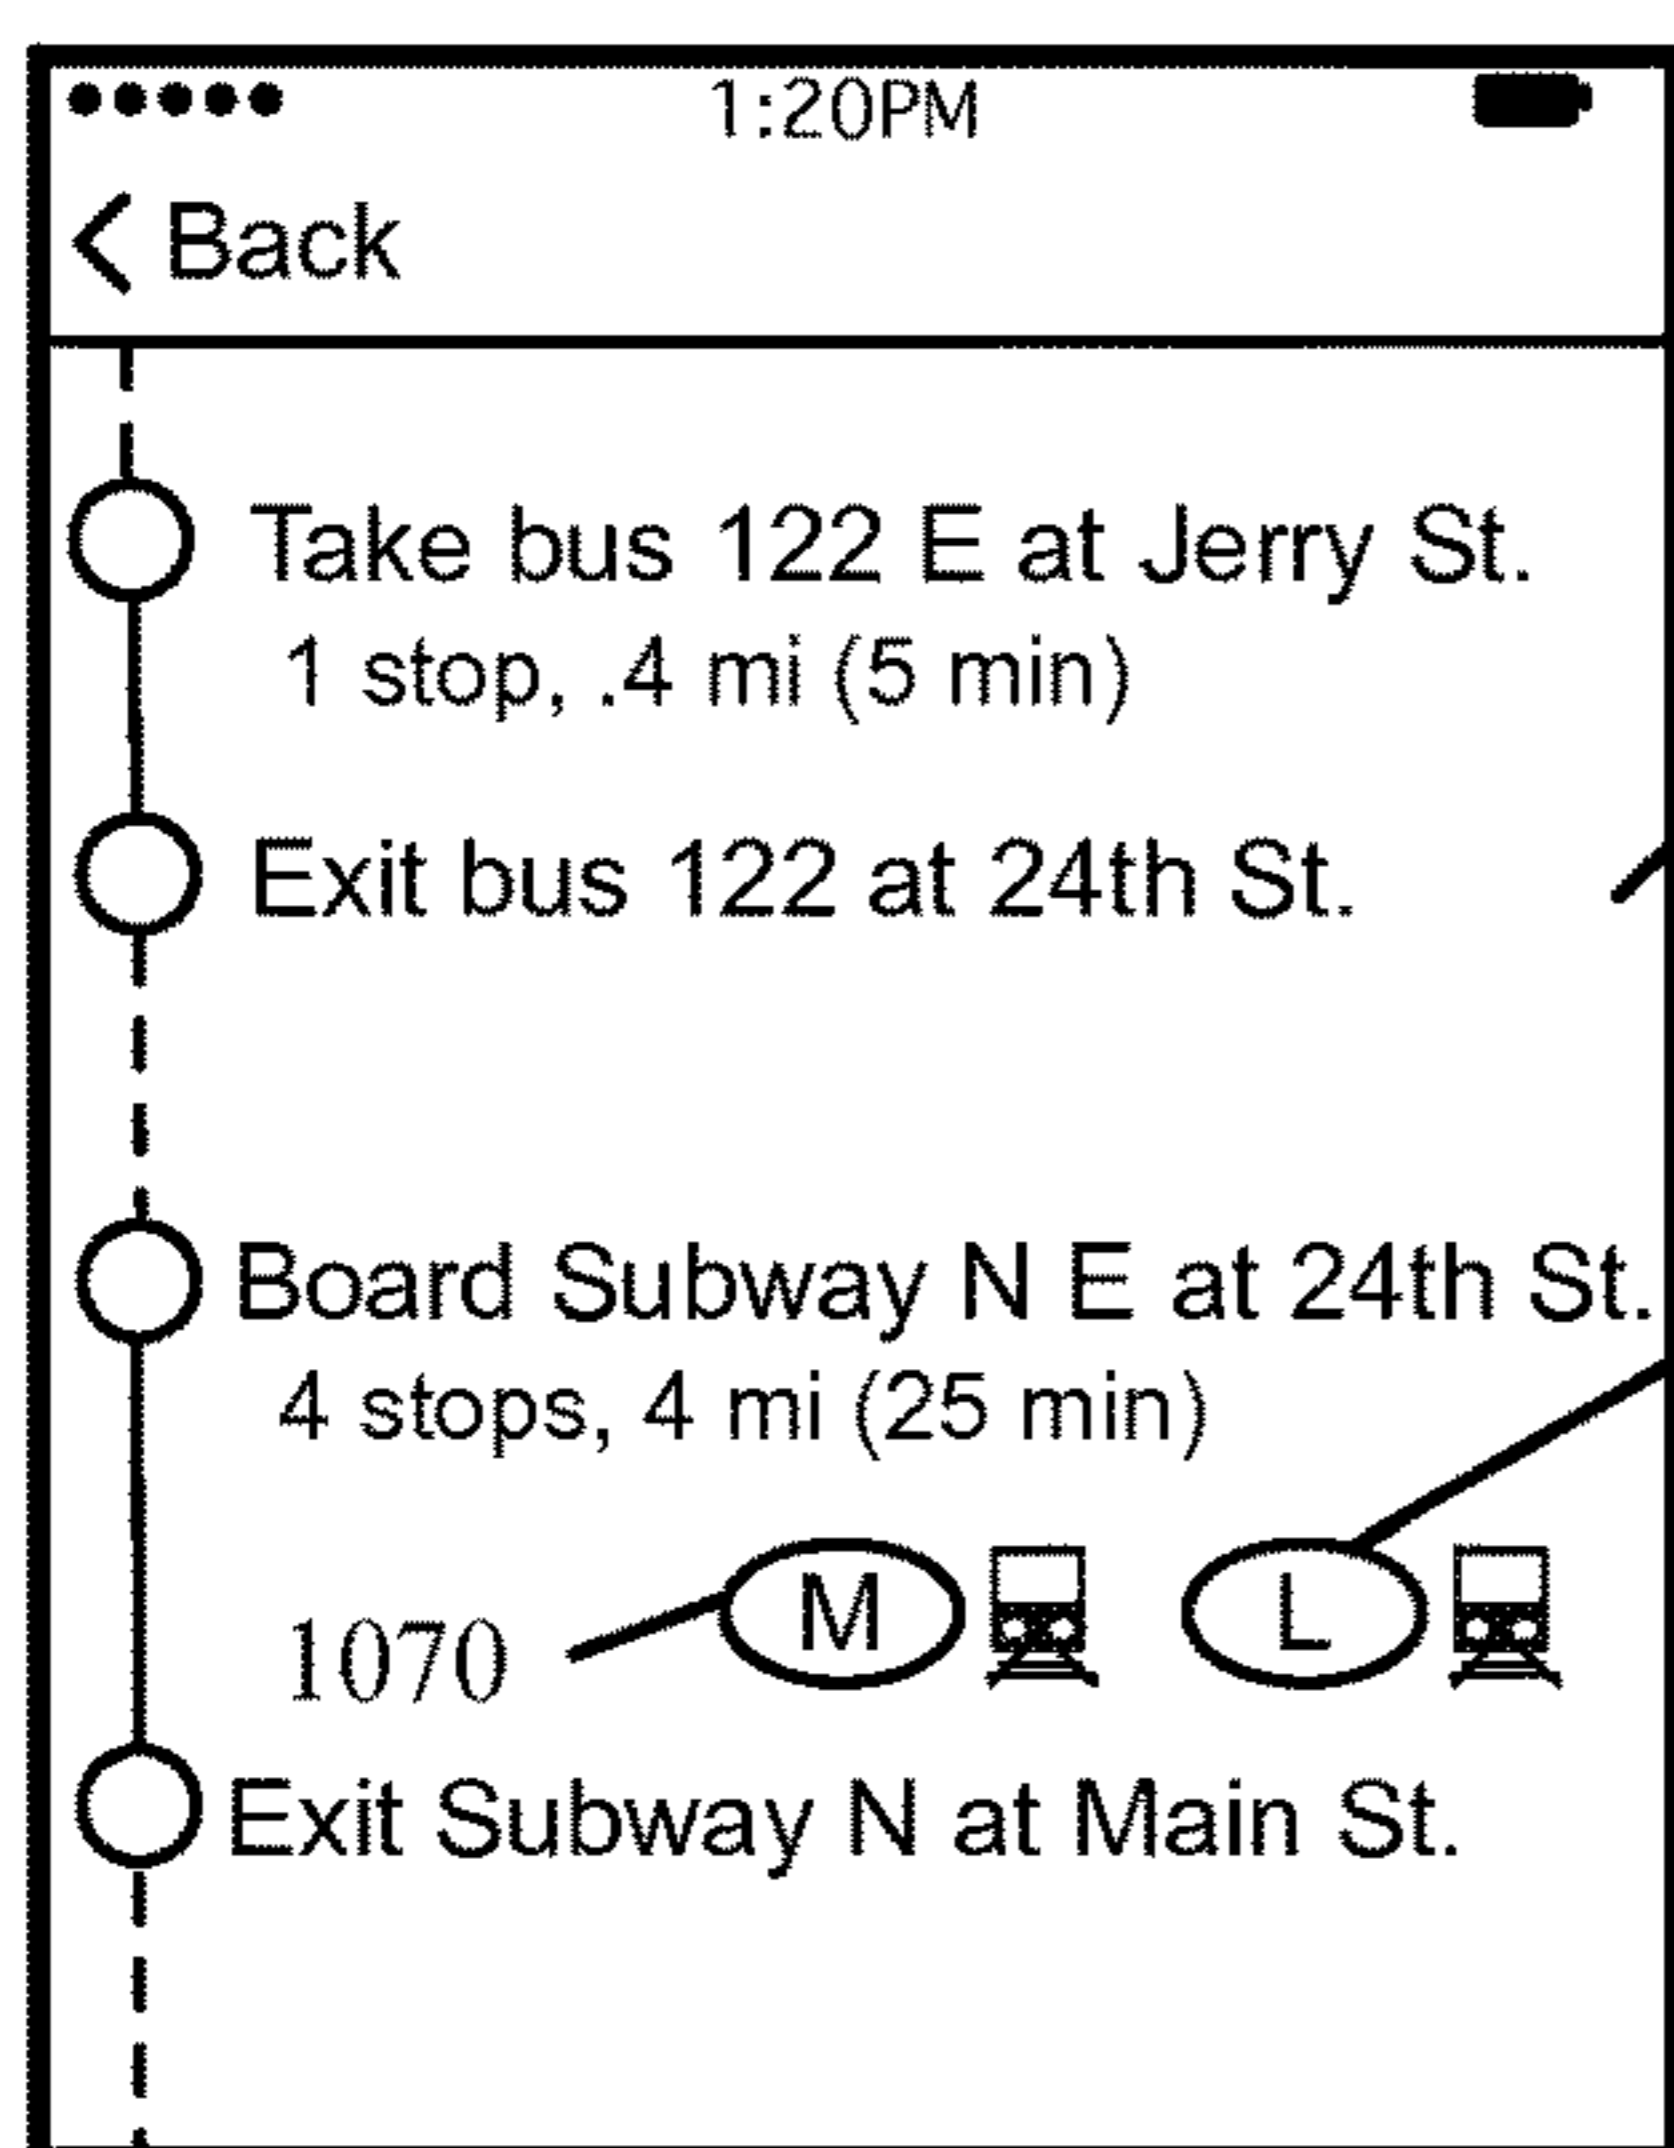 1:20PM
Back
Take bus 122 E at Jerry St.
1 stop, .4 mi (5 min)
Exit bus 122 at 24th St.
Board Subway N E at 24th St.
4 stops, 4 mi (25 min)
1070 M L
Exit Subway N at Main St.